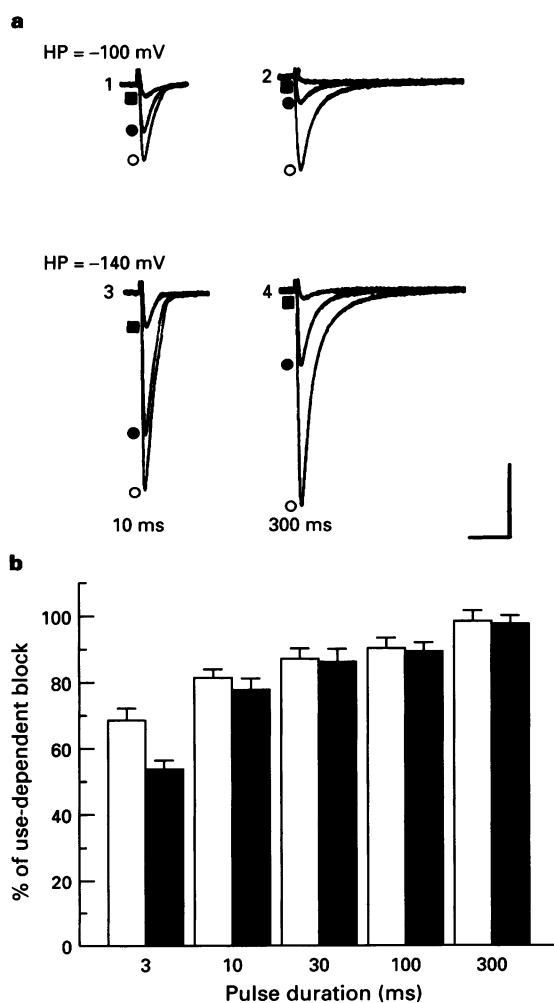 a
HP = –100 mV
1
2
HP = –140 mV
3
4
10 ms
300 ms
b
% of use-dependent block
100
80
60
40
20
0
3 10 30 100 300
Pulse duration (ms)